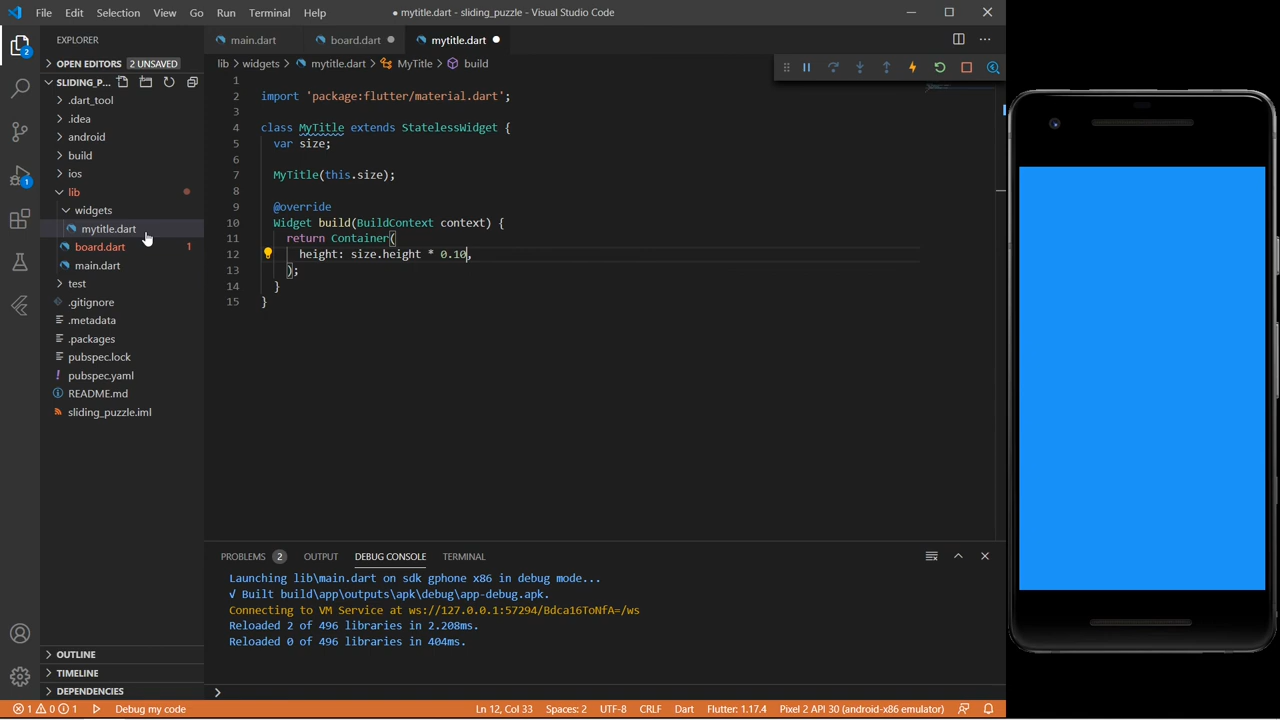 File Edit Selection View Go Run Terminal Help
● mytitle.dart - sliding_puzzle - Visual Studio Code
EXPLORER
OPEN EDITORS 2 UNSAVED
SLIDING_P...
.dart_tool
.idea
android
build
ios
lib
widgets
mytitle.dart
board.dart 1
main.dart
test
.gitignore
.metadata
.packages
pubspec.lock
pubspec.yaml
README.md
sliding_puzzle.iml
OUTLINE
TIMELINE
DEPENDENCIES
2
1
main.dart board.dart mytitle.dart
lib > widgets > mytitle.dart > MyTitle > build
1
2 import 'package:flutter/material.dart';
3
4 class MyTitle extends StatelessWidget {
5 var size;
6
7 MyTitle(this.size);
8
9 @override
10 Widget build(BuildContext context) {
11 return Container(
12 height: size.height * 0.10,
13 );
14 }
15 }
PROBLEMS 2 OUTPUT DEBUG CONSOLE TERMINAL
Launching lib\main.dart on sdk gphone x86 in debug mode...
√ Built build\app\outputs\apk\debug\app-debug.apk.
Connecting to VM Service at ws://127.0.0.1:57294/Bdca16ToNfA=/ws
Reloaded 2 of 496 libraries in 2.208ms.
Reloaded 0 of 496 libraries in 404ms.
1 0 1 Debug my code Ln 12, Col 33 Spaces: 2 UTF-8 CRLF Dart Flutter: 1.17.4 Pixel 2 API 30 (android-x86 emulator)